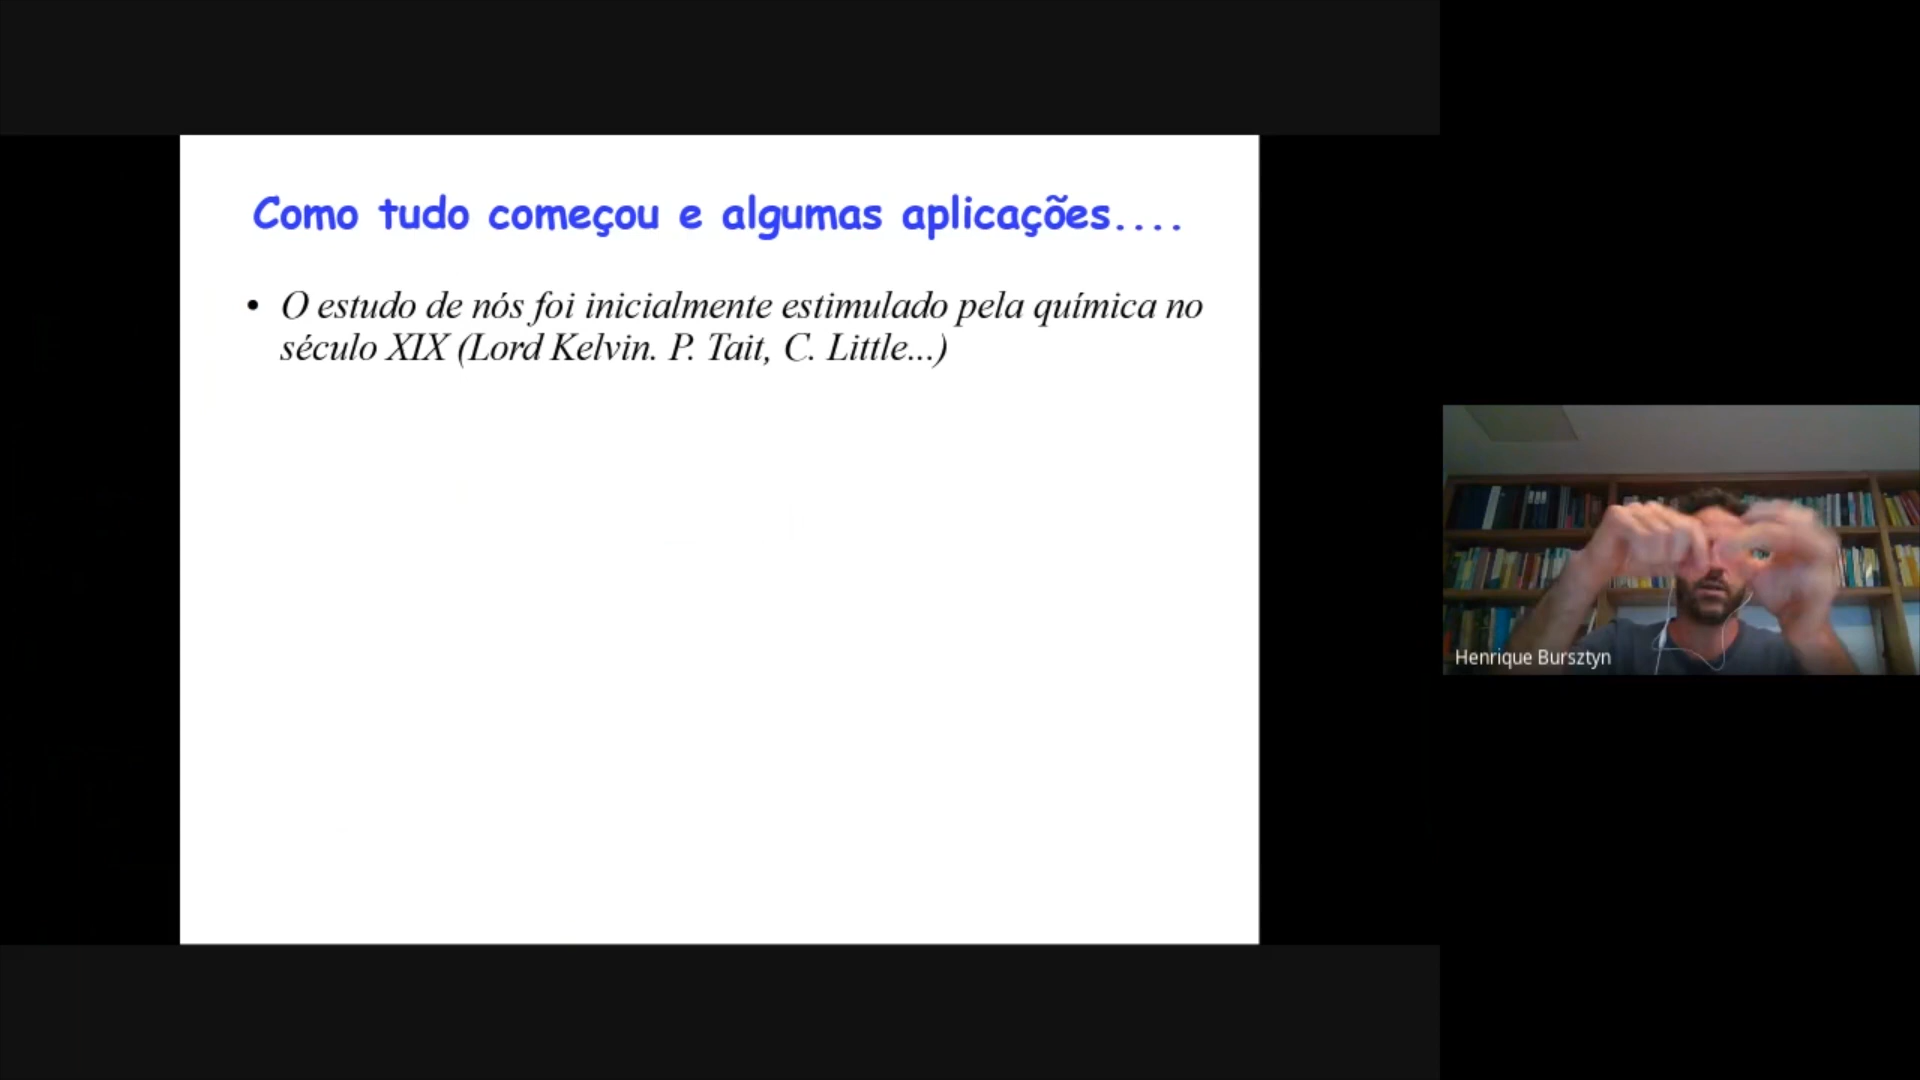 Como tudo começou e algumas aplicações....
• O estudo de nós foi inicialmente estimulado pela química no
século XIX (Lord Kelvin. P. Tait, C. Little...)
Henrique Bursztyn